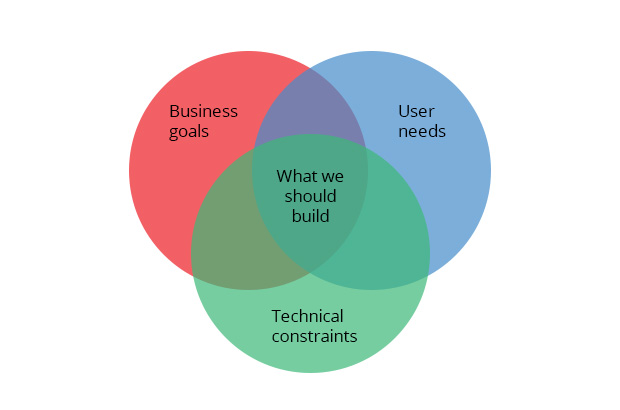 Business
goals
User
needs
What we
should
build
Technical
constraints